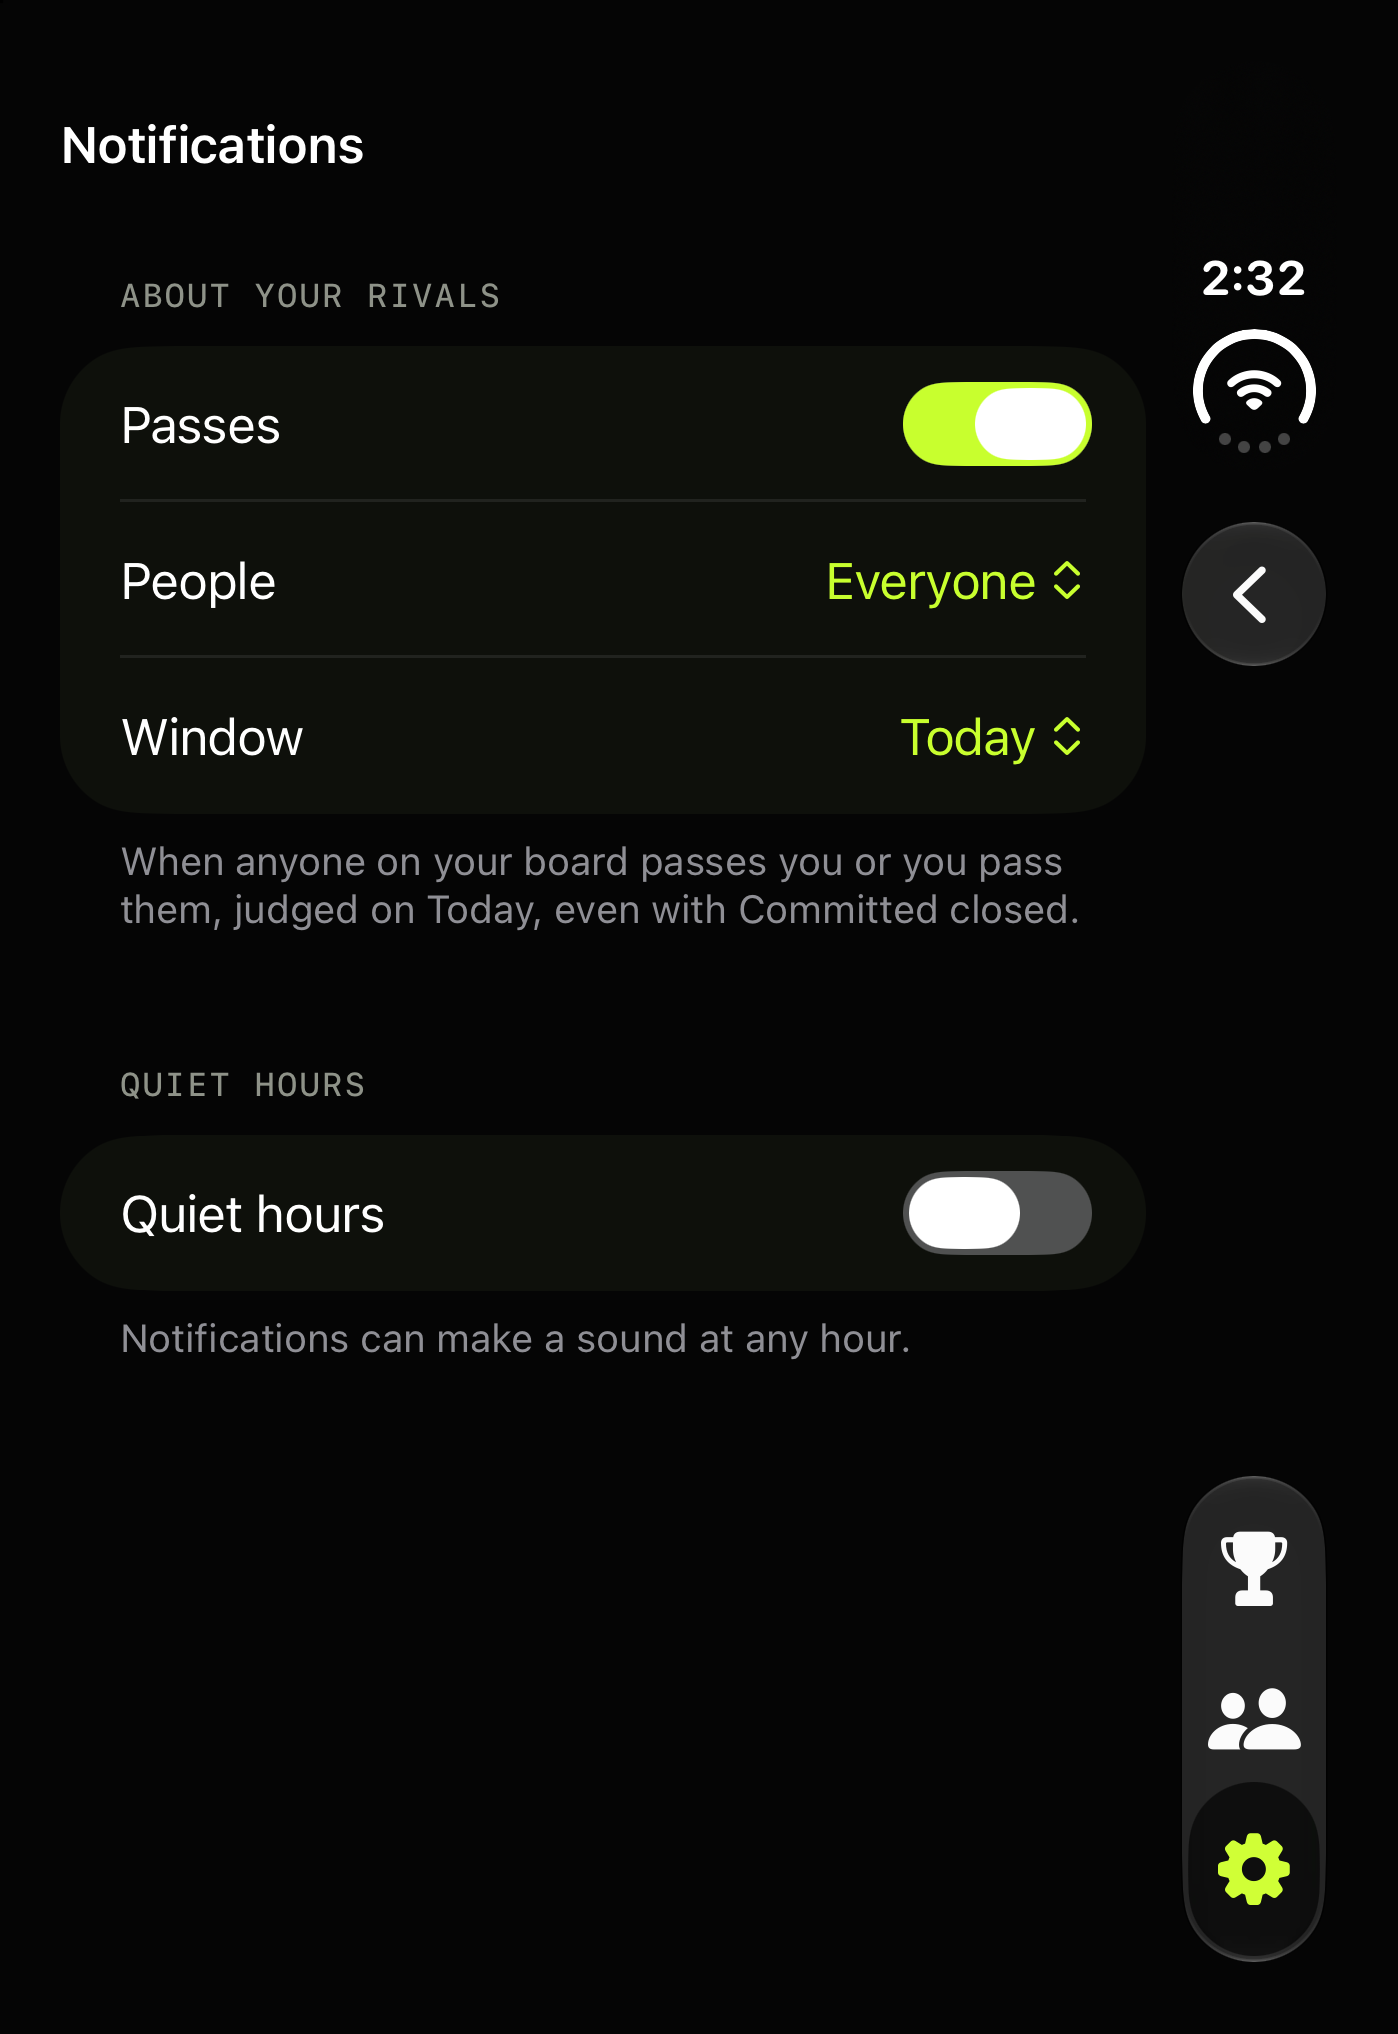 Notifications
ABOUT YOUR RIVALS
2:32
Passes
People Everyone
Window Today
When anyone on your board passes you or you pass
them, judged on Today, even with Committed closed.
QUIET HOURS
Quiet hours
Notifications can make a sound at any hour.